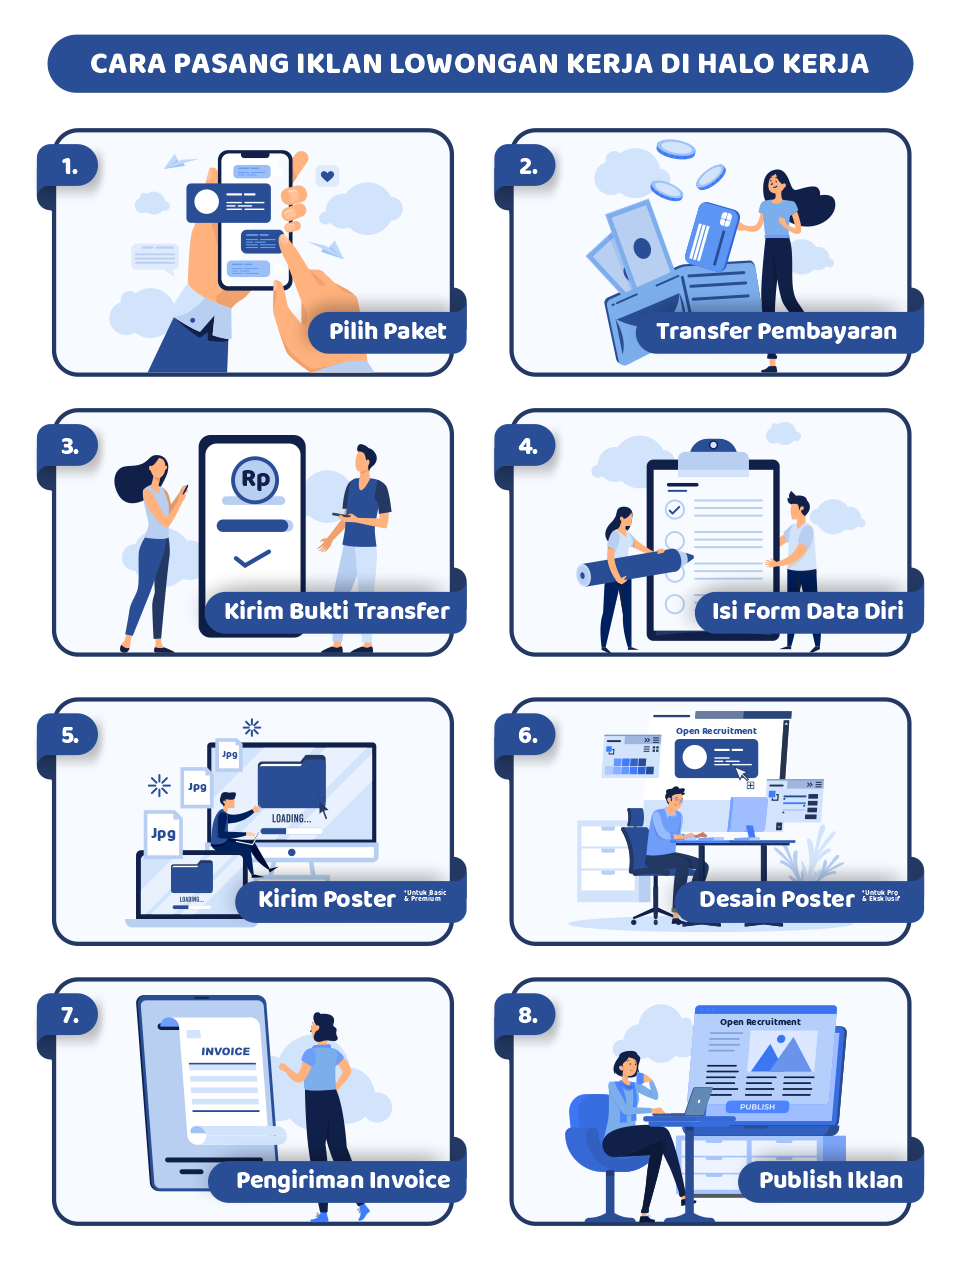 CARA PASANG IKLAN LOWONGAN KERJA DI HALO KERJA
1.
Pilih Paket
2.
Transfer Pembayaran
3.
Rp
Kirim Bukti Transfer
4.
Isi Form Data Diri
5.
Jpg
Jpg
Jpg
LOADING...
LOADING...
Kirim Poster
*Untuk Basic
& Premium
6.
Open Recruitment
Desain Poster
*Untuk Pro
& Eksklusif
7.
INVOICE
Pengiriman Invoice
8.
Open Recruitment
PUBLISH
Publish Iklan